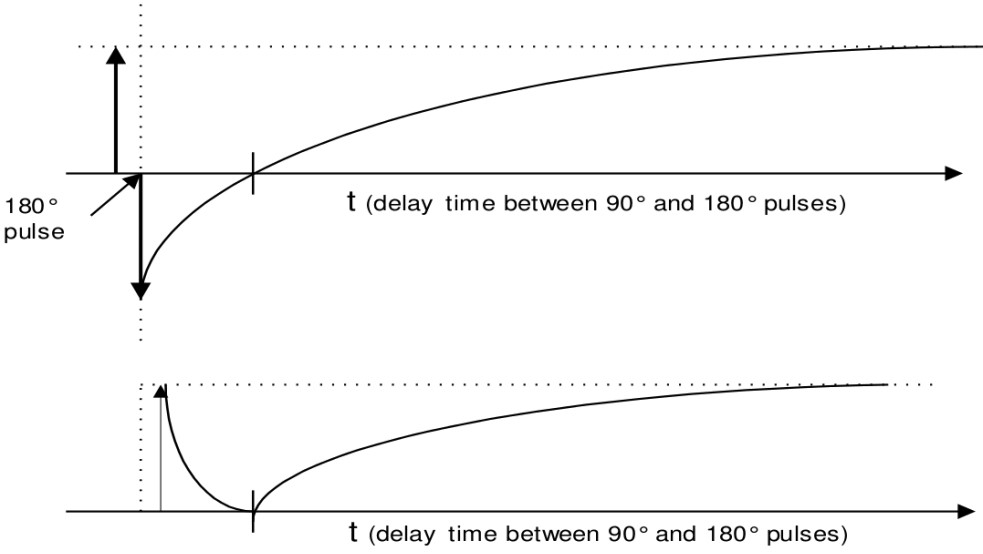 180°
pulse
t (delay time between 90° and 180° pulses)
t (delay time between 90° and 180° pulses)